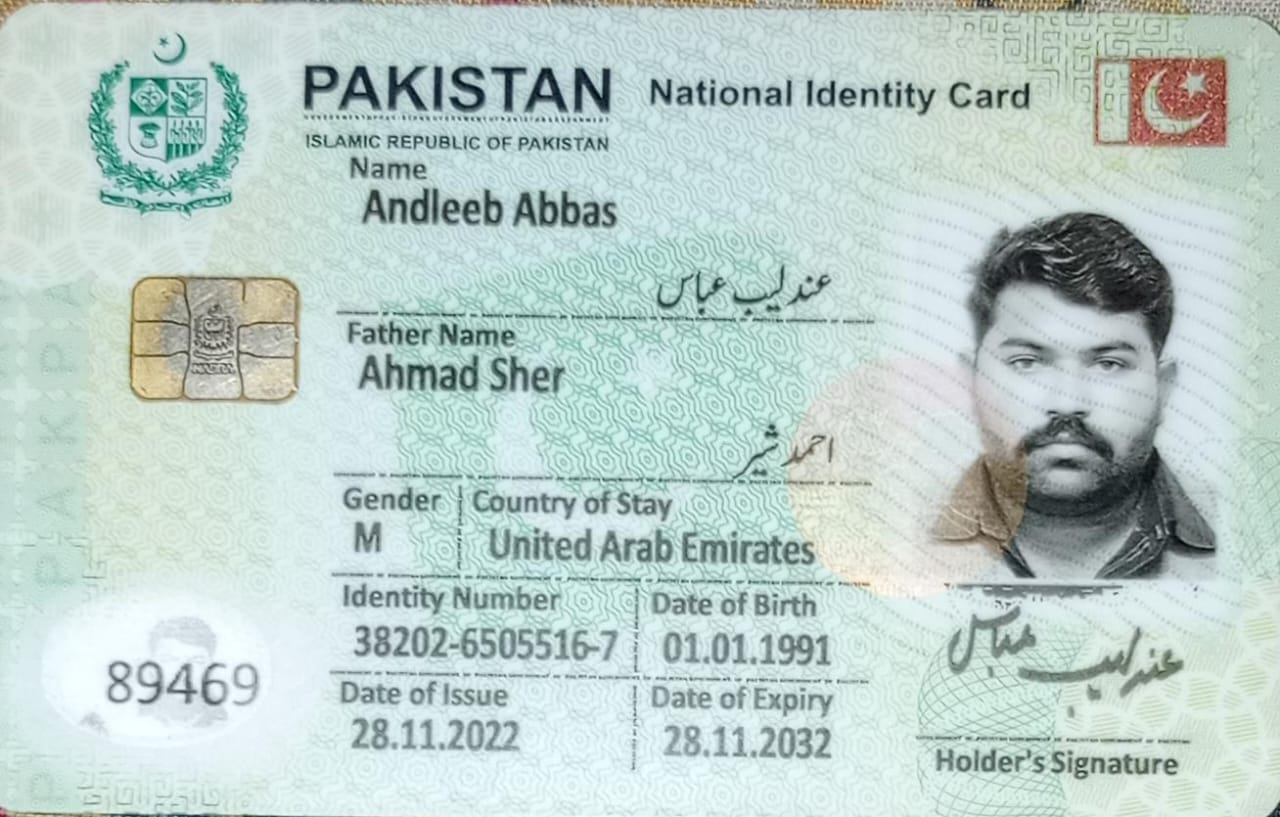 PAKISTAN National Identity Card
ISLAMIC REPUBLIC OF PAKISTAN
Name
Andleeb Abbas
عندلیب عباس
Father Name
Ahmad Sher
احمد شیر
Gender Country of Stay
M United Arab Emirates
Identity Number Date of Birth
38202-6505516-7 01.01.1991
Date of Issue Date of Expiry
28.11.2022 28.11.2032
89469
عندلیب عباس
Holder's Signature